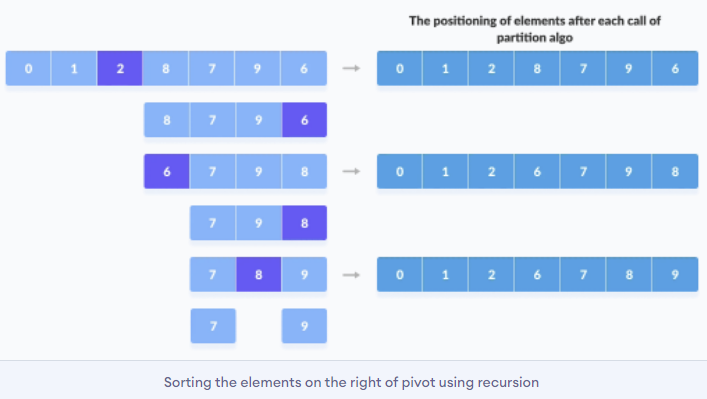 The positioning of elements after each call of
partition algo
0 1 2 8 7 9 6 0 1 2 8 7 9 6
8 7 9 6
6 7 9 8 0 1 2 6 7 9 8
7 9 8
7 8 9 0 1 2 6 7 8 9
7 9
Sorting the elements on the right of pivot using recursion